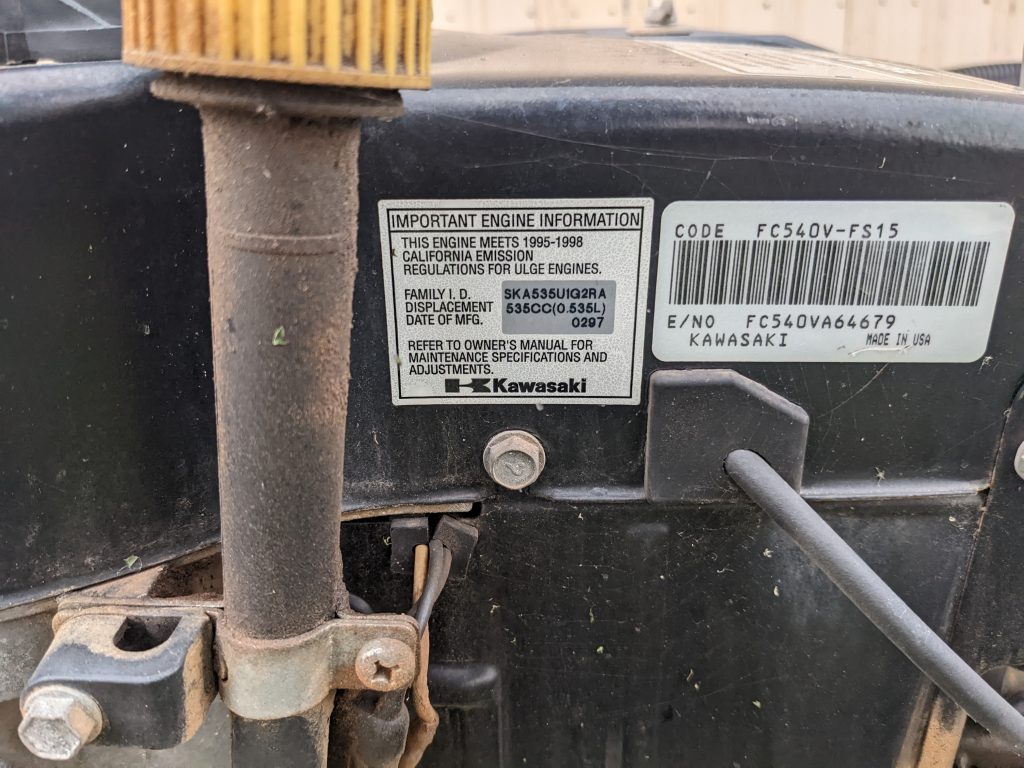 IMPORTANT ENGINE INFORMATION
THIS ENGINE MEETS 1995-1998
CALIFORNIA EMISSION
REGULATIONS FOR ULGE ENGINES.
FAMILY I. D. SKA535U1G2RA
DISPLACEMENT 535CC(0.535L)
DATE OF MFG. 0297
REFER TO OWNER'S MANUAL FOR
MAINTENANCE SPECIFICATIONS AND
ADJUSTMENTS.
Kawasaki
CODE FC540V-FS15
E/NO FC540VA64679
KAWASAKI MADE IN USA